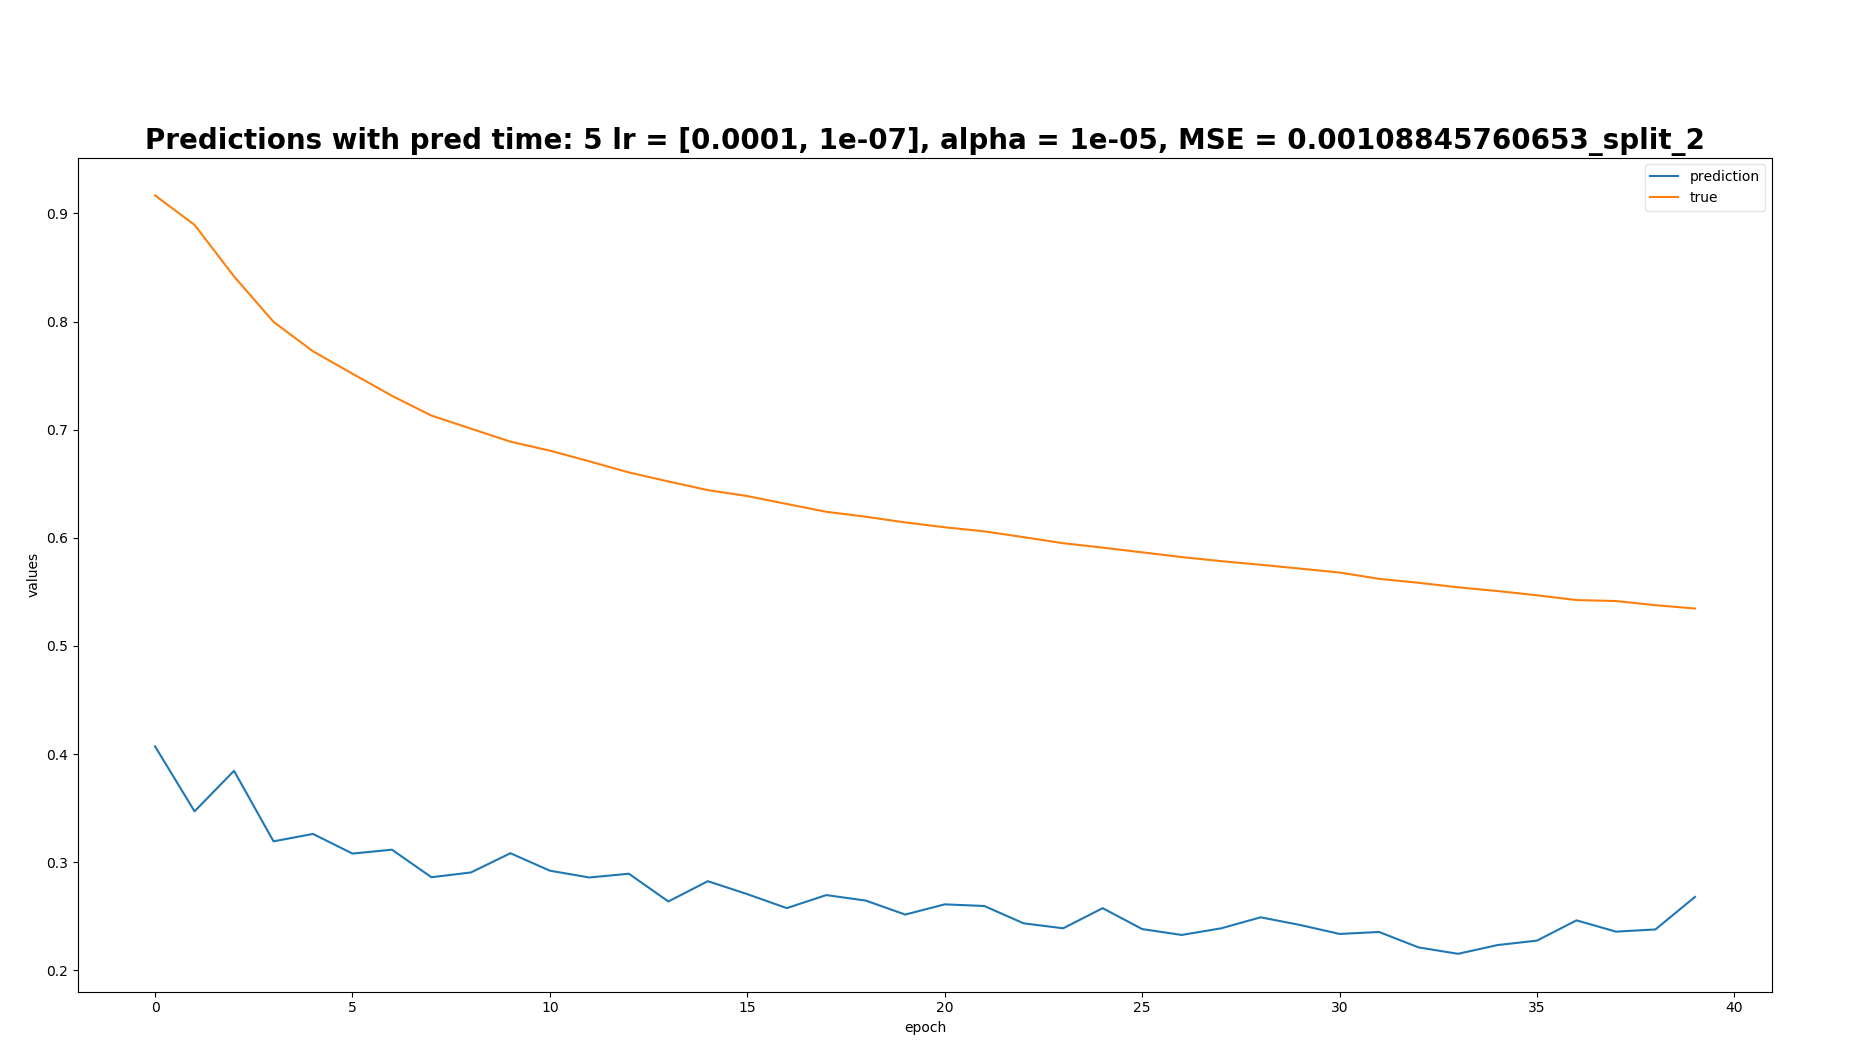 Predictions with pred time: 5 lr = [0.0001, 1e-07], alpha = 1e-05, MSE = 0.00108845760653_split_2
prediction
true
0.9
0.8
0.7
0.6
0.5
0.4
0.3
0.2
values
0 5 10 15 20 25 30 35 40
epoch